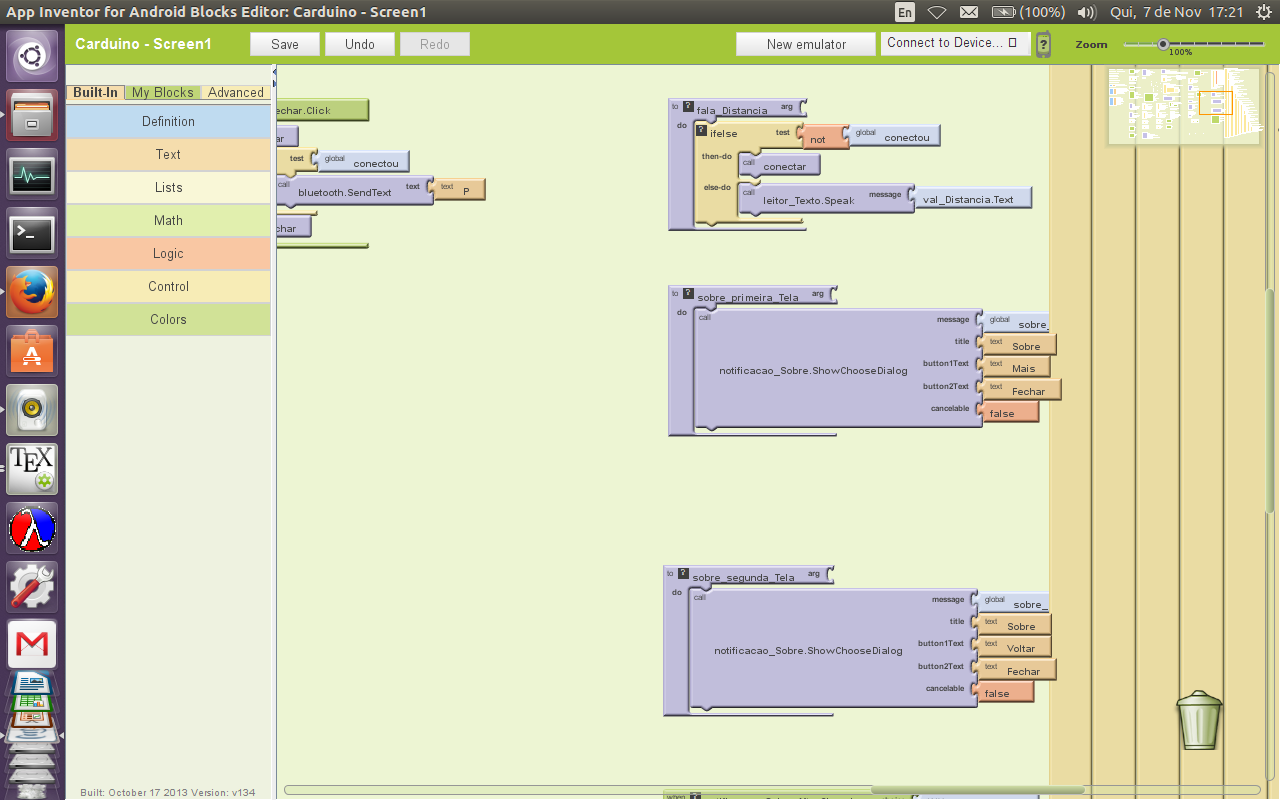 App Inventor for Android Blocks Editor: Carduino - Screen1
En (100%) Qui, 7 de Nov 17:21
Carduino - Screen1 Save Undo Redo New emulator Connect to Device... ? Zoom
100%
Built-In My Blocks Advanced
Definition
Text
Lists
Math
Logic
Control
Colors
Built: October 17 2013 Version: v134
echar.Click
ar
test global conectou
call bluetooth.SendText text text P
char
to ? fala_Distancia arg
do ? ifelse test not global conectou
then-do call conectar
else-do call leitor_Texto.Speak message val_Distancia.Text
to ? sobre_primeira_Tela arg
do call message global sobre_
title text Sobre
notificacao_Sobre.ShowChooseDialog button1Text text Mais
button2Text text Fechar
cancelable false
to ? sobre_segunda_Tela arg
do call message global sobre_
title text Sobre
notificacao_Sobre.ShowChooseDialog button1Text text Voltar
button2Text text Fechar
cancelable false
when
TEX